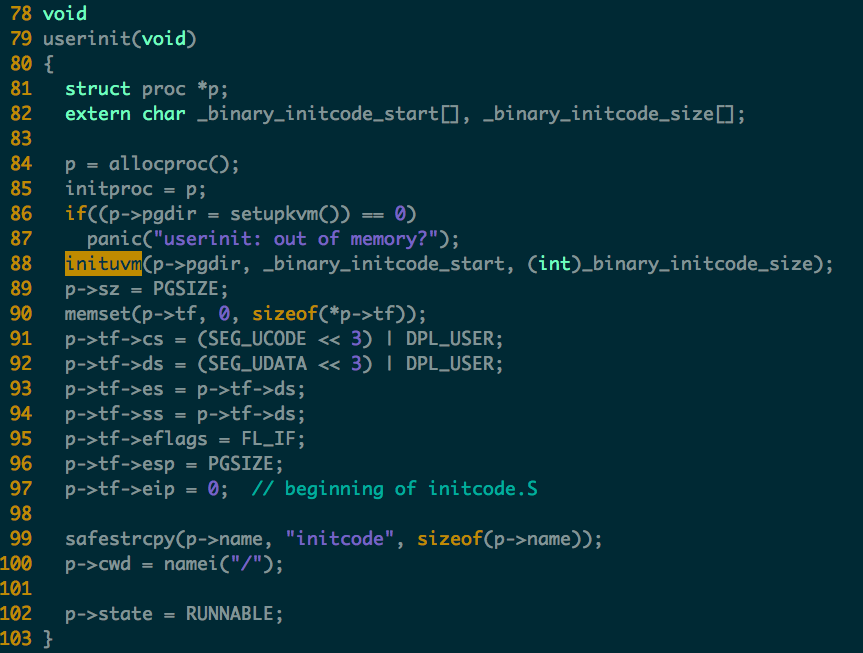 78 void
79 userinit(void)
80 {
81   struct proc *p;
82   extern char _binary_initcode_start[], _binary_initcode_size[];
83
84   p = allocproc();
85   initproc = p;
86   if((p->pgdir = setupkvm()) == 0)
87     panic("userinit: out of memory?");
88   inituvm(p->pgdir, _binary_initcode_start, (int)_binary_initcode_size);
89   p->sz = PGSIZE;
90   memset(p->tf, 0, sizeof(*p->tf));
91   p->tf->cs = (SEG_UCODE << 3) | DPL_USER;
92   p->tf->ds = (SEG_UDATA << 3) | DPL_USER;
93   p->tf->es = p->tf->ds;
94   p->tf->ss = p->tf->ds;
95   p->tf->eflags = FL_IF;
96   p->tf->esp = PGSIZE;
97   p->tf->eip = 0;  // beginning of initcode.S
98
99   safestrcpy(p->name, "initcode", sizeof(p->name));
100   p->cwd = namei("/");
101
102   p->state = RUNNABLE;
103 }